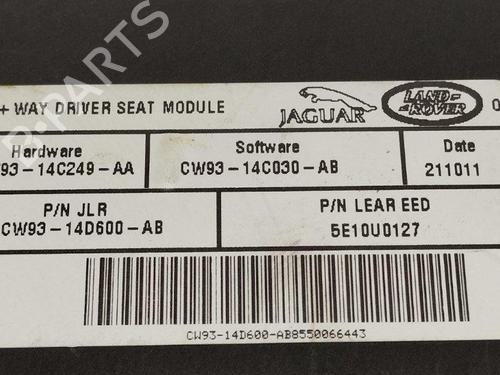 + WAY DRIVER SEAT MODULE
JAGUAR
LAND-
-ROVER
Hardware
93-14C249-AA
Software
CW93-14C030-AB
Date
211011
P/N JLR
CW93-14D600-AB
P/N LEAR EED
5E10U0127
CW93-14D600-AB8550066443
B-PARTS